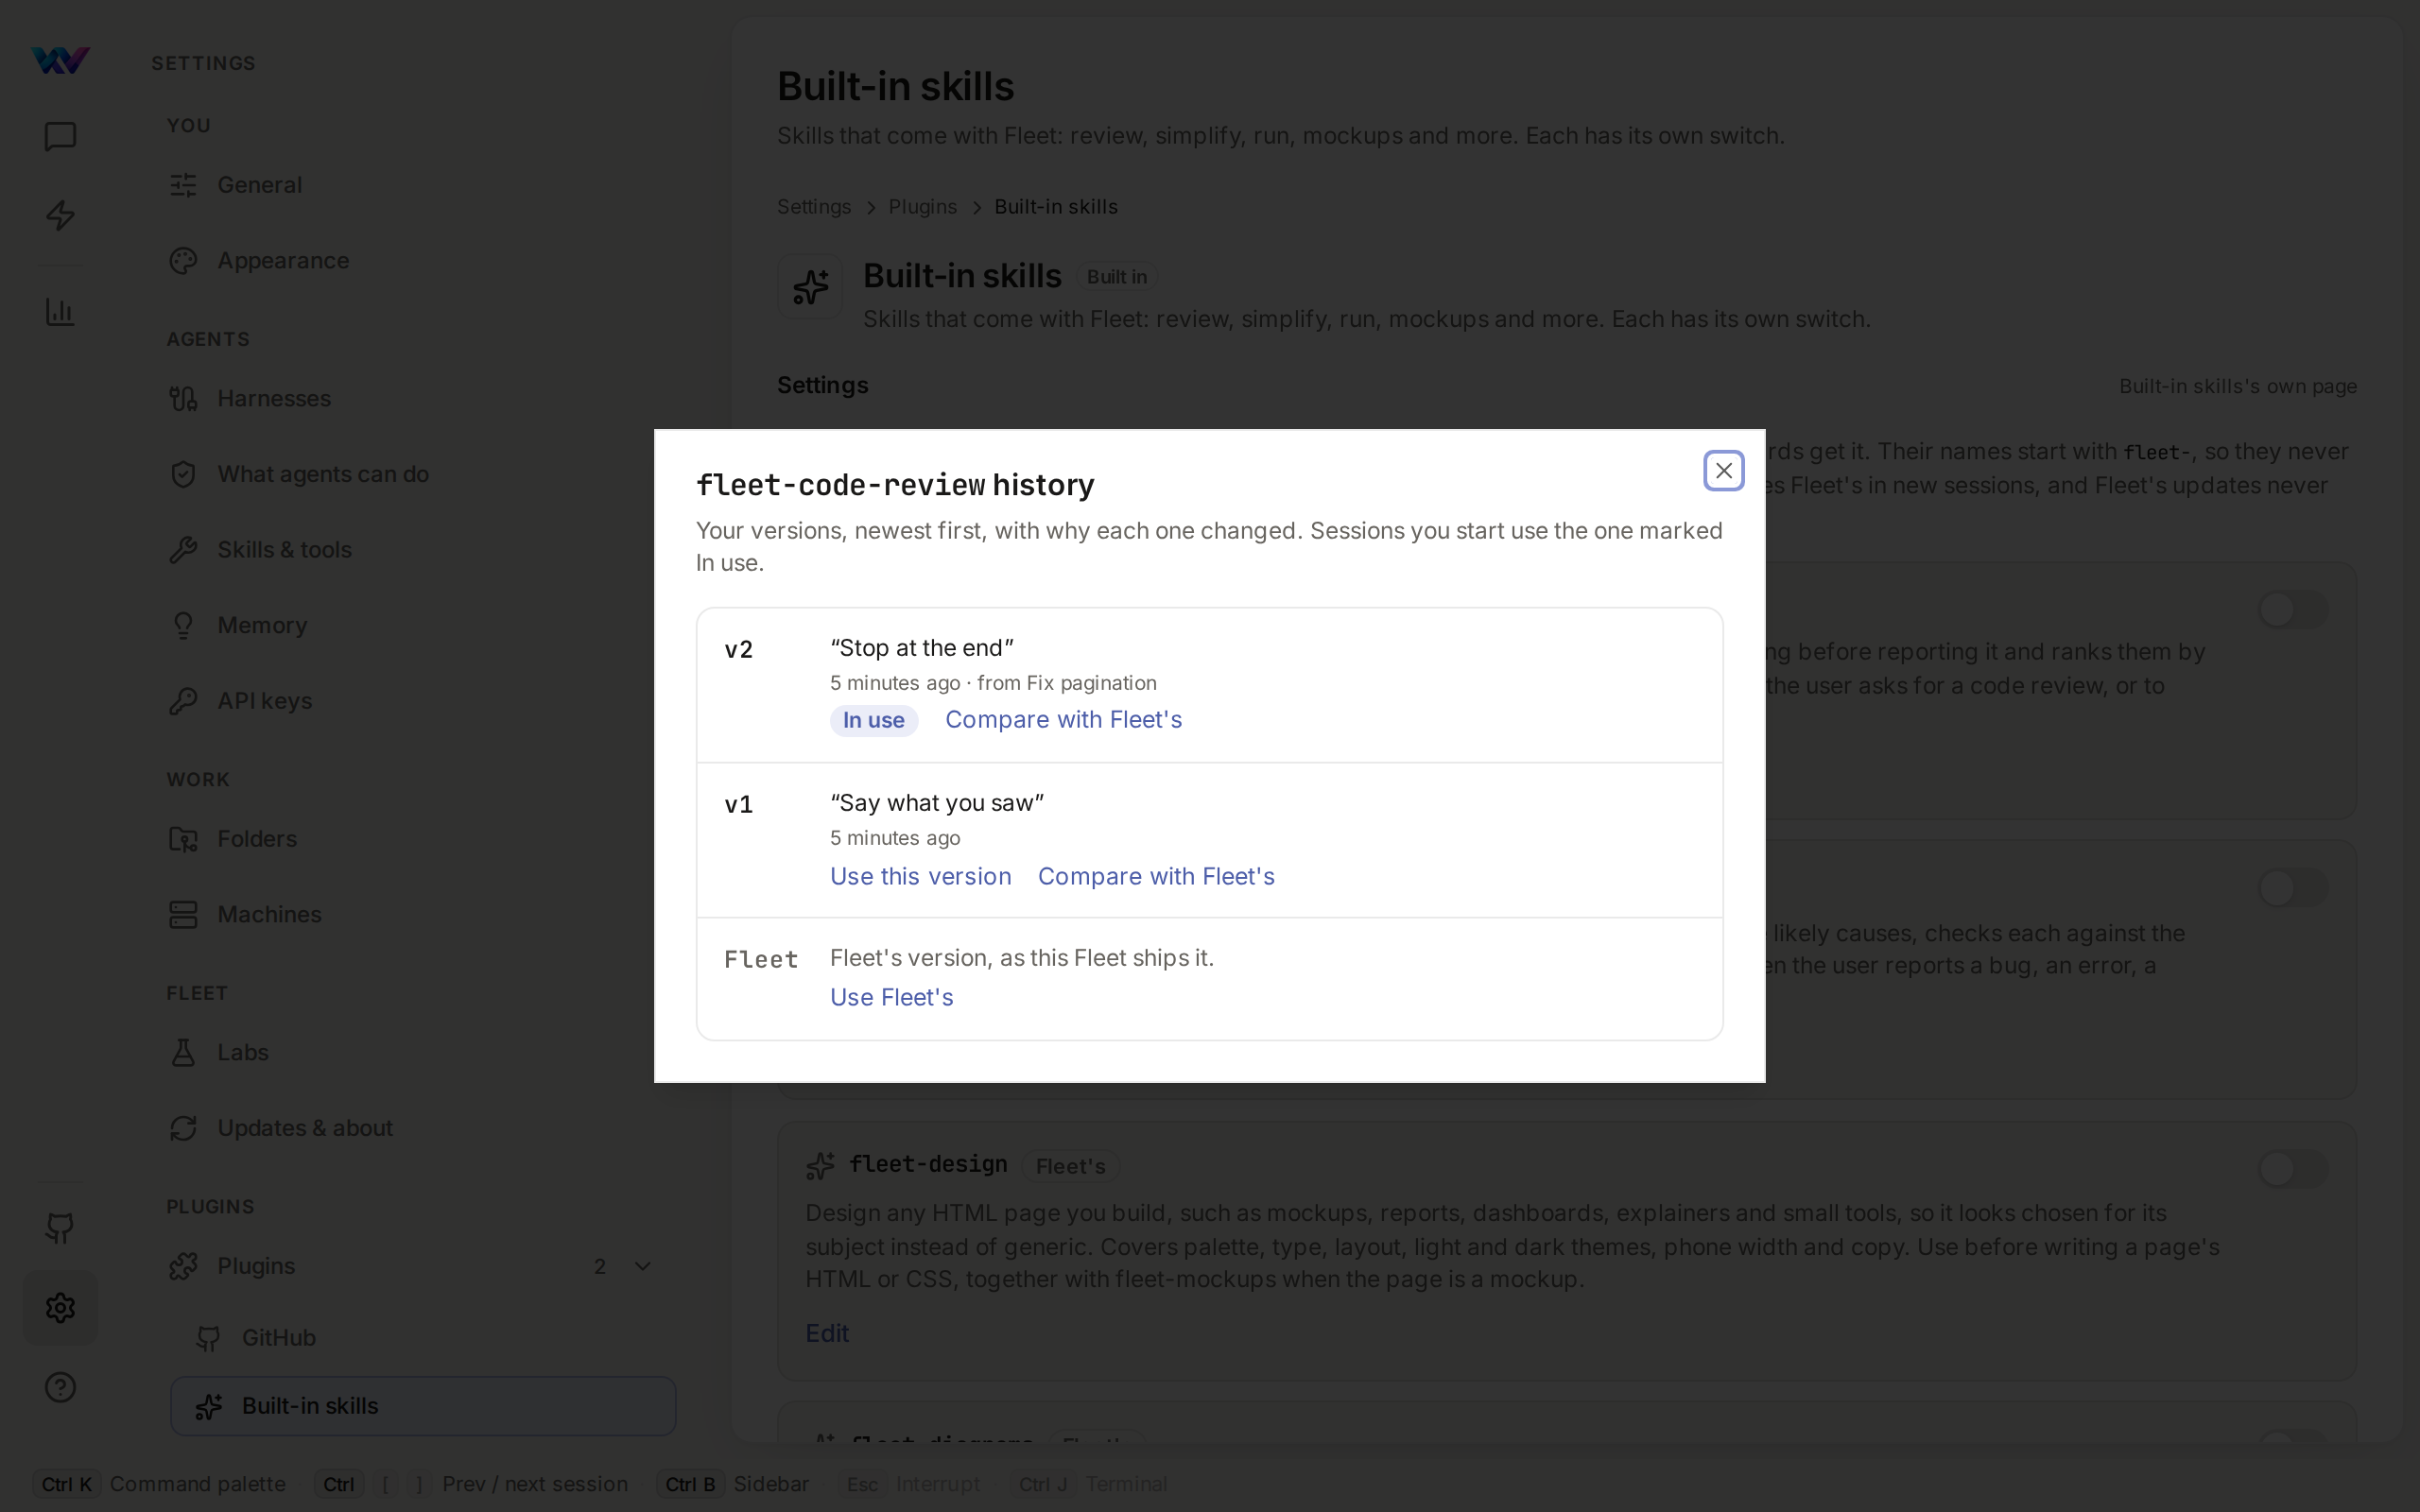 SETTINGS
YOU
General
Appearance
AGENTS
Harnesses
What agents can do
Skills & tools
Memory
API keys
WORK
Folders
Machines
FLEET
Labs
Updates & about
PLUGINS
Plugins 2
GitHub
Built-in skills
Built-in skills
Skills that come with Fleet: review, simplify, run, mockups and more. Each has its own switch.
Settings > Plugins > Built-in skills
Built-in skills Built in
Skills that come with Fleet: review, simplify, run, mockups and more. Each has its own switch.
Settings Built-in skills's own page
get it. Their names start with fleet-, so they never
Fleet's in new sessions, and Fleet's updates never
before reporting it and ranks them by
the user asks for a code review, or to
likely causes, checks each against the
the user reports a bug, an error, a
fleet-code-review history
Your versions, newest first, with why each one changed. Sessions you start use the one marked
In use.
v2 “Stop at the end”
5 minutes ago · from Fix pagination
In use Compare with Fleet's
v1 “Say what you saw”
5 minutes ago
Use this version Compare with Fleet's
Fleet Fleet's version, as this Fleet ships it.
Use Fleet's
fleet-design Fleet's
Design any HTML page you build, such as mockups, reports, dashboards, explainers and small tools, so it looks chosen for its
subject instead of generic. Covers palette, type, layout, light and dark themes, phone width and copy. Use before writing a page's
HTML or CSS, together with fleet-mockups when the page is a mockup.
Edit
Ctrl K Command palette Ctrl [ ] Prev / next session Ctrl B Sidebar Esc Interrupt Ctrl J Terminal